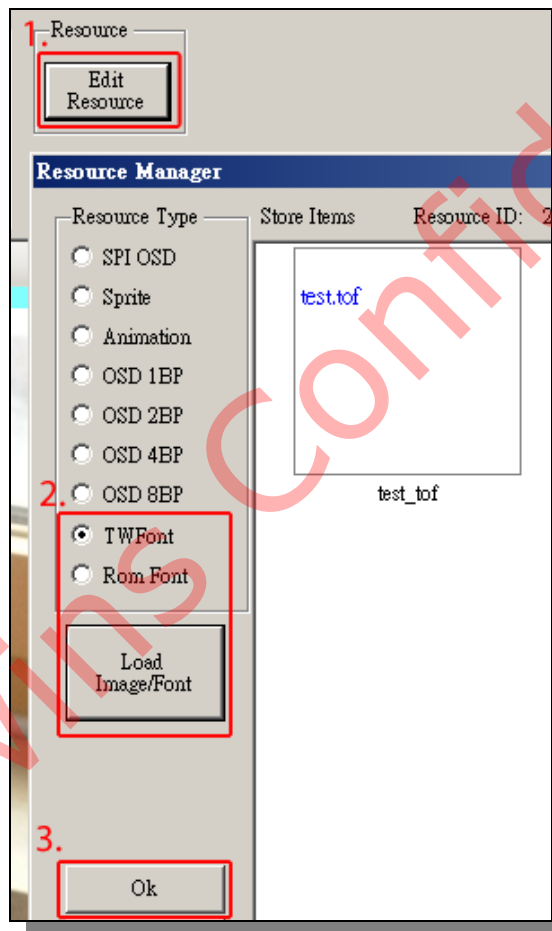 1.
Resource
Edit
Resource
Resource Manager
Resource Type
Store Items
Resource ID:
2
SPI OSD
Sprite
Animation
OSD 1BP
OSD 2BP
OSD 4BP
OSD 8BP
2.
TWFont
Rom Font
Load
Image/Font
test.tof
test_tof
3.
Ok